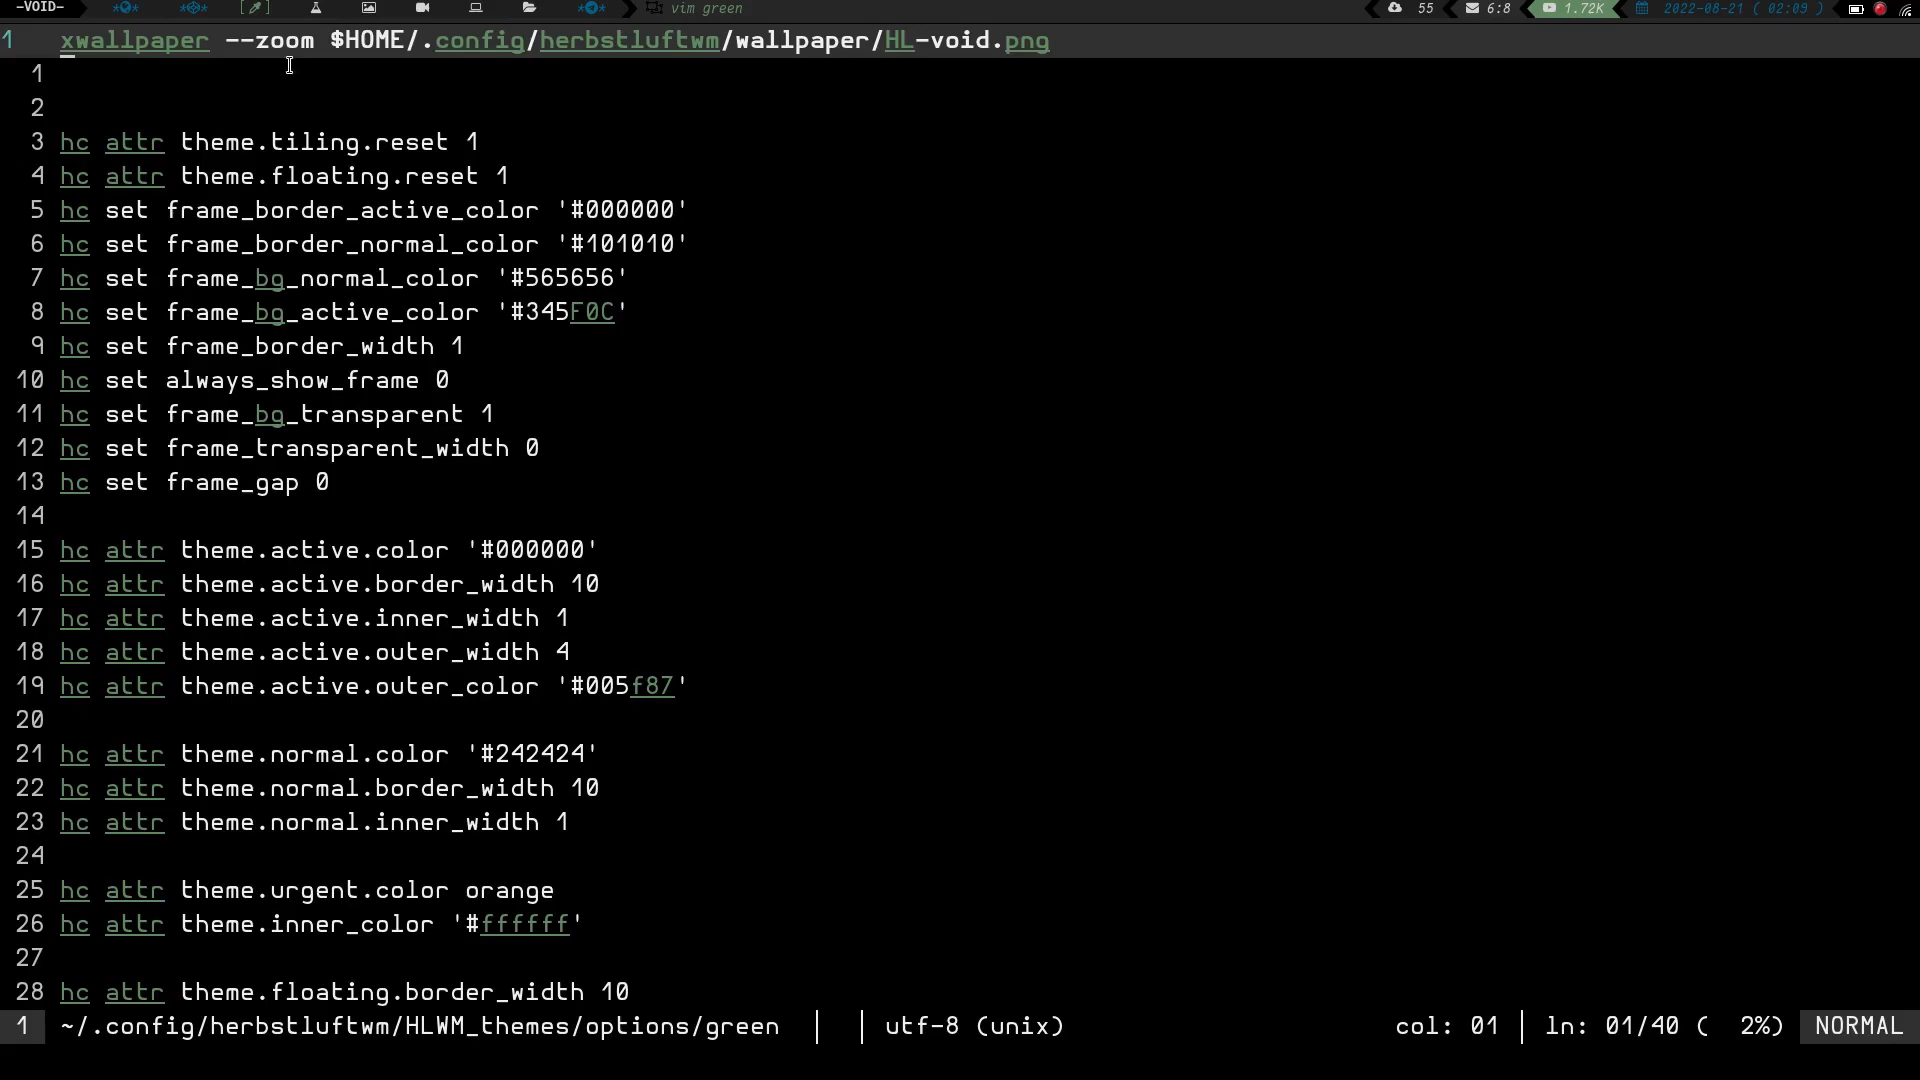 -VOID- vim green 55 6:8 1.72K 2022-08-21 ( 02:09 )
1 xwallpaper --zoom $HOME/.config/herbstluftwm/wallpaper/HL-void.png
1
2
3 hc attr theme.tiling.reset 1
4 hc attr theme.floating.reset 1
5 hc set frame_border_active_color '#000000'
6 hc set frame_border_normal_color '#101010'
7 hc set frame_bg_normal_color '#565656'
8 hc set frame_bg_active_color '#345F0C'
9 hc set frame_border_width 1
10 hc set always_show_frame 0
11 hc set frame_bg_transparent 1
12 hc set frame_transparent_width 0
13 hc set frame_gap 0
14
15 hc attr theme.active.color '#000000'
16 hc attr theme.active.border_width 10
17 hc attr theme.active.inner_width 1
18 hc attr theme.active.outer_width 4
19 hc attr theme.active.outer_color '#005f87'
20
21 hc attr theme.normal.color '#242424'
22 hc attr theme.normal.border_width 10
23 hc attr theme.normal.inner_width 1
24
25 hc attr theme.urgent.color orange
26 hc attr theme.inner_color '#ffffff'
27
28 hc attr theme.floating.border_width 10
1 ~/.config/herbstluftwm/HLWM_themes/options/green | | utf-8 (unix) col: 01 | ln: 01/40 ( 2%) NORMAL